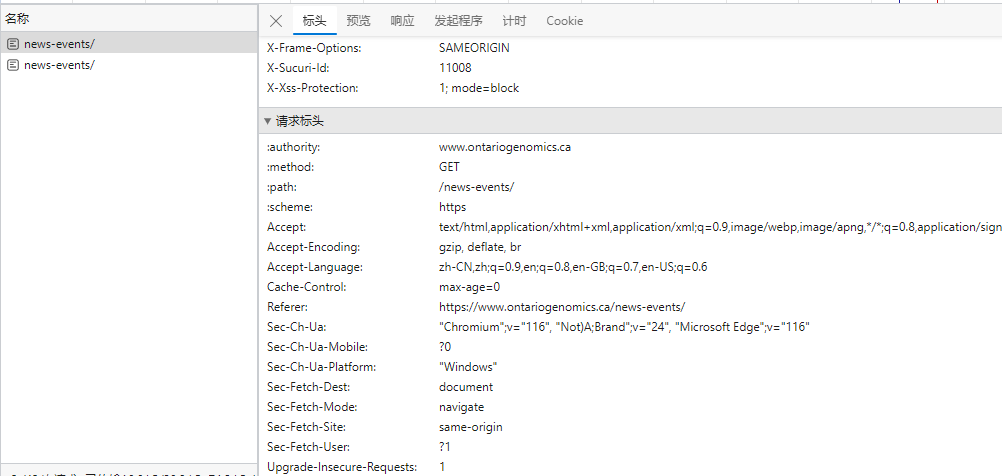 名称
标头 预览 响应 发起程序 计时 Cookie
news-events/
news-events/
X-Frame-Options: SAMEORIGIN
X-Sucuri-Id: 11008
X-Xss-Protection: 1; mode=block
请求标头
:authority: www.ontariogenomics.ca
:method: GET
:path: /news-events/
:scheme: https
Accept: text/html,application/xhtml+xml,application/xml;q=0.9,image/webp,image/apng,*/*;q=0.8,application/sign
Accept-Encoding: gzip, deflate, br
Accept-Language: zh-CN,zh;q=0.9,en;q=0.8,en-GB;q=0.7,en-US;q=0.6
Cache-Control: max-age=0
Referer: https://www.ontariogenomics.ca/news-events/
Sec-Ch-Ua: "Chromium";v="116", "Not)A;Brand";v="24", "Microsoft Edge";v="116"
Sec-Ch-Ua-Mobile: ?0
Sec-Ch-Ua-Platform: "Windows"
Sec-Fetch-Dest: document
Sec-Fetch-Mode: navigate
Sec-Fetch-Site: same-origin
Sec-Fetch-User: ?1
Upgrade-Insecure-Requests: 1